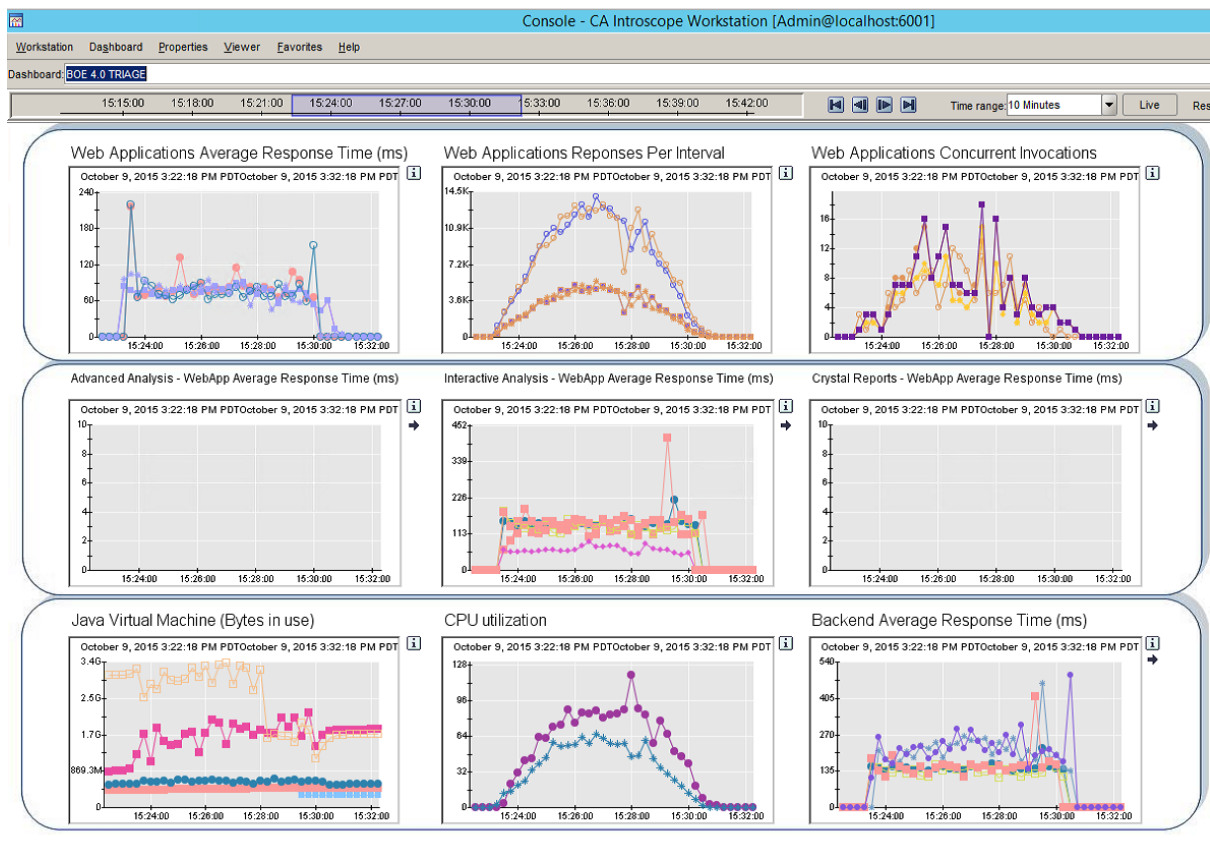 Console - CA Introscope Workstation [Admin@localhost:6001]
Workstation Dashboard Properties Viewer Favorites Help
Dashboard: BOE 4.0 TRIAGE
15:15:00 15:18:00 15:21:00 15:24:00 15:27:00 15:30:00 15:33:00 15:36:00 15:39:00 15:42:00 Time range: 10 Minutes Live Res
Web Applications Average Response Time (ms)
October 9, 2015 3:22:18 PM PDTOctober 9, 2015 3:32:18 PM PDT
240
180
120
60
0
15:24:00 15:26:00 15:28:00 15:30:00 15:32:00
Web Applications Reponses Per Interval
October 9, 2015 3:22:18 PM PDTOctober 9, 2015 3:32:18 PM PDT
14.5K
10.9K
7.2K
3.6K
0
15:24:00 15:26:00 15:28:00 15:30:00 15:32:00
Web Applications Concurrent Invocations
October 9, 2015 3:22:18 PM PDTOctober 9, 2015 3:32:18 PM PDT
16
12
8
4
0
15:24:00 15:26:00 15:28:00 15:30:00 15:32:00
Advanced Analysis - WebApp Average Response Time (ms)
October 9, 2015 3:22:18 PM PDTOctober 9, 2015 3:32:18 PM PDT
10
8
6
4
2
0
15:24:00 15:26:00 15:28:00 15:30:00 15:32:00
Interactive Analysis - WebApp Average Response Time (ms)
October 9, 2015 3:22:18 PM PDTOctober 9, 2015 3:32:18 PM PDT
452
339
226
113
0
15:24:00 15:26:00 15:28:00 15:30:00 15:32:00
Crystal Reports - WebApp Average Response Time (ms)
October 9, 2015 3:22:18 PM PDTOctober 9, 2015 3:32:18 PM PDT
10
8
6
4
2
0
15:24:00 15:26:00 15:28:00 15:30:00 15:32:00
Java Virtual Machine (Bytes in use)
October 9, 2015 3:22:18 PM PDTOctober 9, 2015 3:32:18 PM PDT
3.4G
2.5G
1.7G
869.3M
0
15:24:00 15:26:00 15:28:00 15:30:00 15:32:00
CPU utilization
October 9, 2015 3:22:18 PM PDTOctober 9, 2015 3:32:18 PM PDT
128
96
64
32
0
15:24:00 15:26:00 15:28:00 15:30:00 15:32:00
Backend Average Response Time (ms)
October 9, 2015 3:22:18 PM PDTOctober 9, 2015 3:32:18 PM PDT
540
405
270
135
0
15:24:00 15:26:00 15:28:00 15:30:00 15:32:00